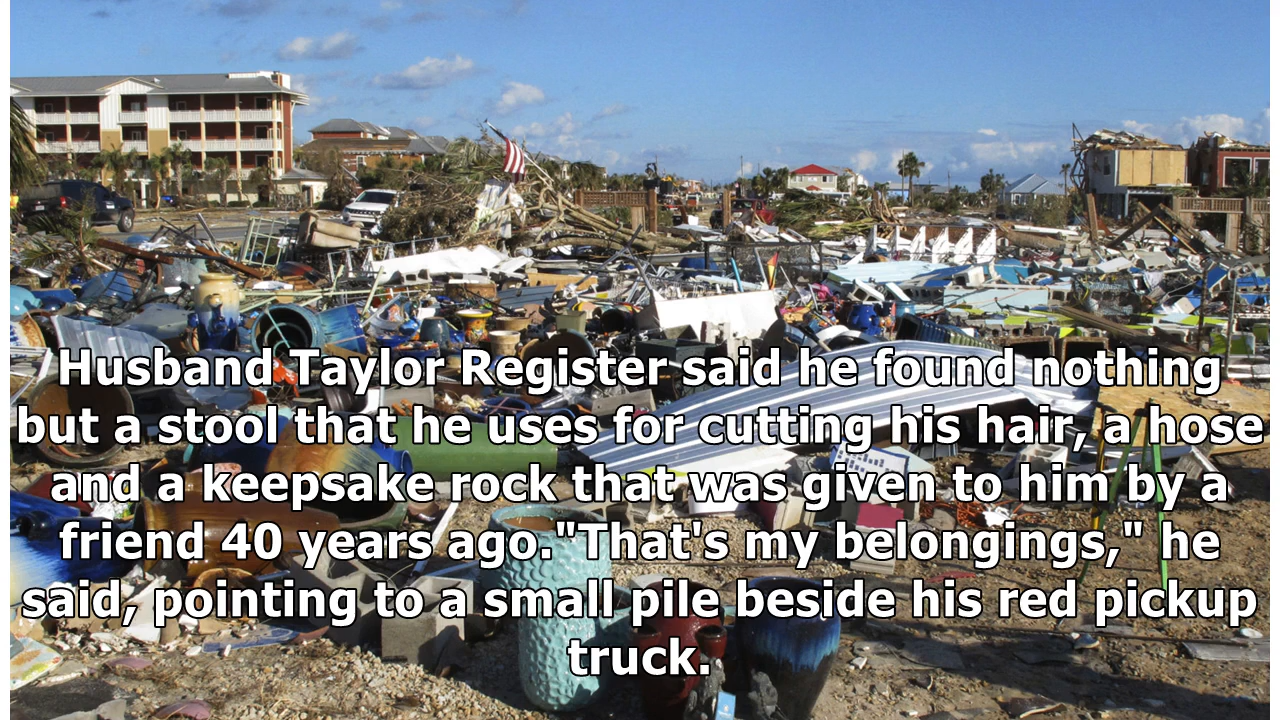 Husband Taylor Register said he found nothing
but a stool that he uses for cutting his hair, a hose
and a keepsake rock that was given to him by a
friend 40 years ago."That's my belongings," he
said, pointing to a small pile beside his red pickup
truck.